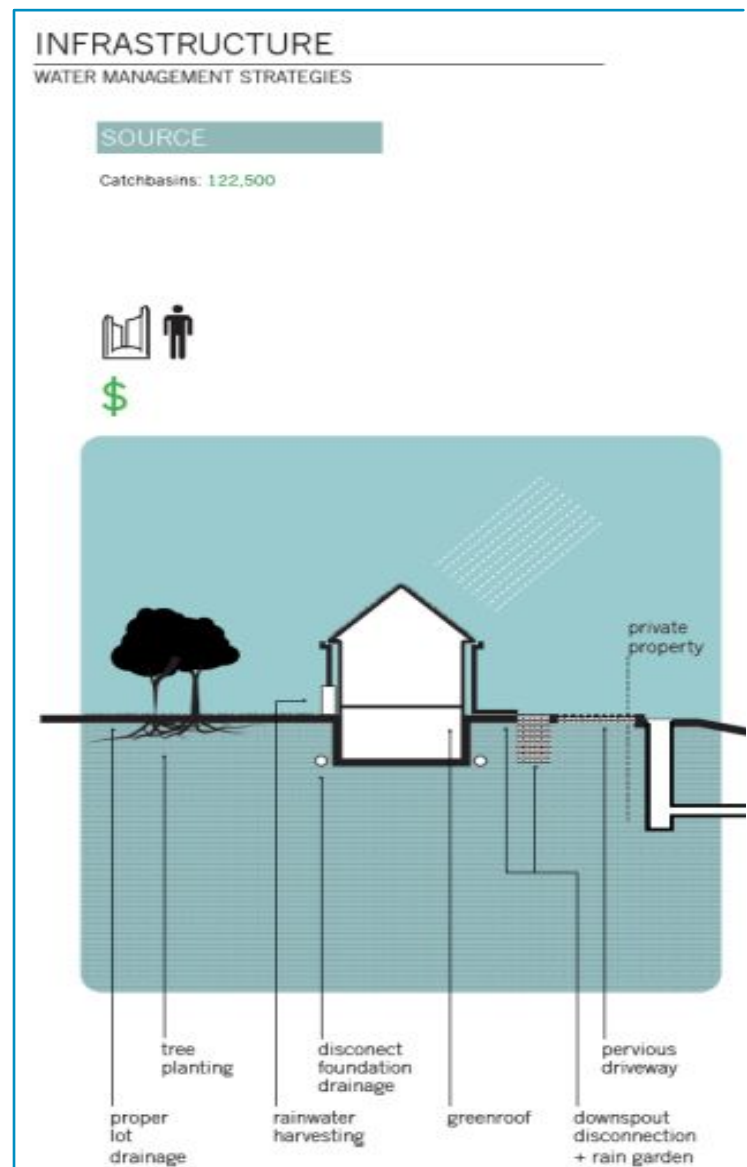 INFRASTRUCTURE
WATER MANAGEMENT STRATEGIES
SOURCE
Catchbasins: 122,500
$
private
property
tree
planting
disconect
foundation
drainage
pervious
driveway
proper
lot
drainage
rainwater
harvesting
greenroof
downspout
disconnection
+ rain garden